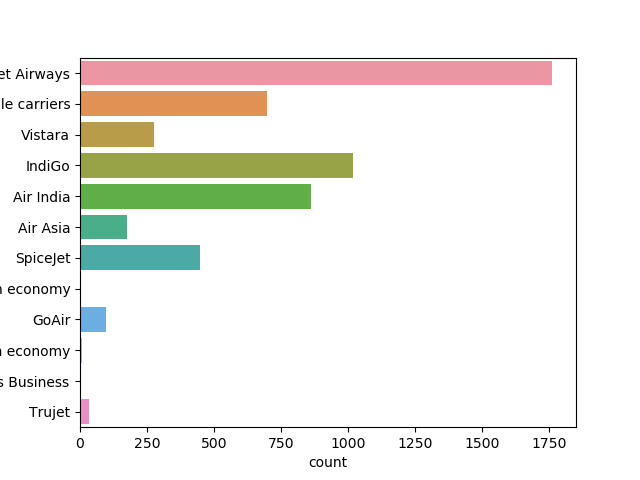 et Airways
le carriers
Vistara
IndiGo
Air India
Air Asia
SpiceJet
economy
GoAir
economy
s Business
Trujet
0 250 500 750 1000 1250 1500 1750
count